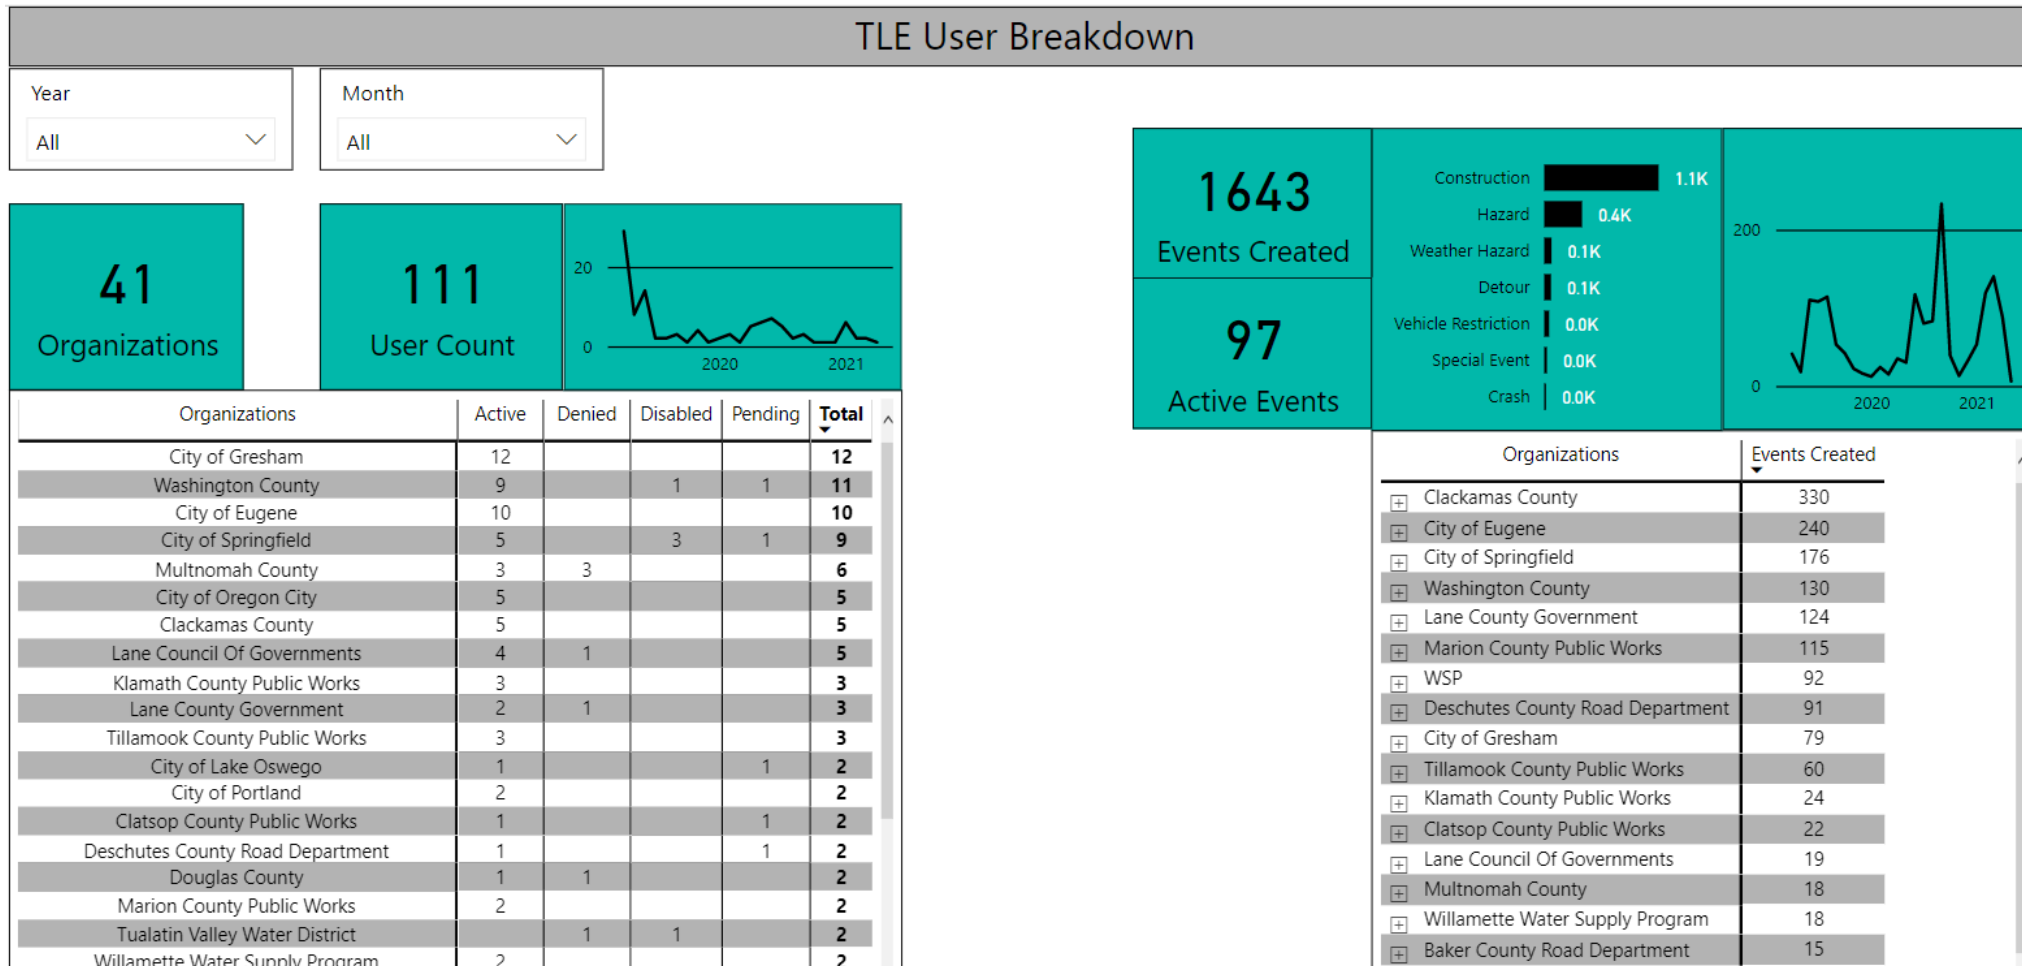 TLE User Breakdown
Year
All
Month
All
41
Organizations
111
User Count
20
0
2020 2021
Organizations Active Denied Disabled Pending Total
City of Gresham 12 12
Washington County 9 1 1 11
City of Eugene 10 10
City of Springfield 5 3 1 9
Multnomah County 3 3 6
City of Oregon City 5 5
Clackamas County 5 5
Lane Council Of Governments 4 1 5
Klamath County Public Works 3 3
Lane County Government 2 1 3
Tillamook County Public Works 3 3
City of Lake Oswego 1 1 2
City of Portland 2 2
Clatsop County Public Works 1 1 2
Deschutes County Road Department 1 1 2
Douglas County 1 1 2
Marion County Public Works 2 2
Tualatin Valley Water District 1 1 2
Willamette Water Supply Program 2 2
1643
Events Created
97
Active Events
Construction 1.1K
Hazard 0.4K
Weather Hazard 0.1K
Detour 0.1K
Vehicle Restriction 0.0K
Special Event 0.0K
Crash 0.0K
200
0
2020 2021
Organizations Events Created
Clackamas County 330
City of Eugene 240
City of Springfield 176
Washington County 130
Lane County Government 124
Marion County Public Works 115
WSP 92
Deschutes County Road Department 91
City of Gresham 79
Tillamook County Public Works 60
Klamath County Public Works 24
Clatsop County Public Works 22
Lane Council Of Governments 19
Multnomah County 18
Willamette Water Supply Program 18
Baker County Road Department 15